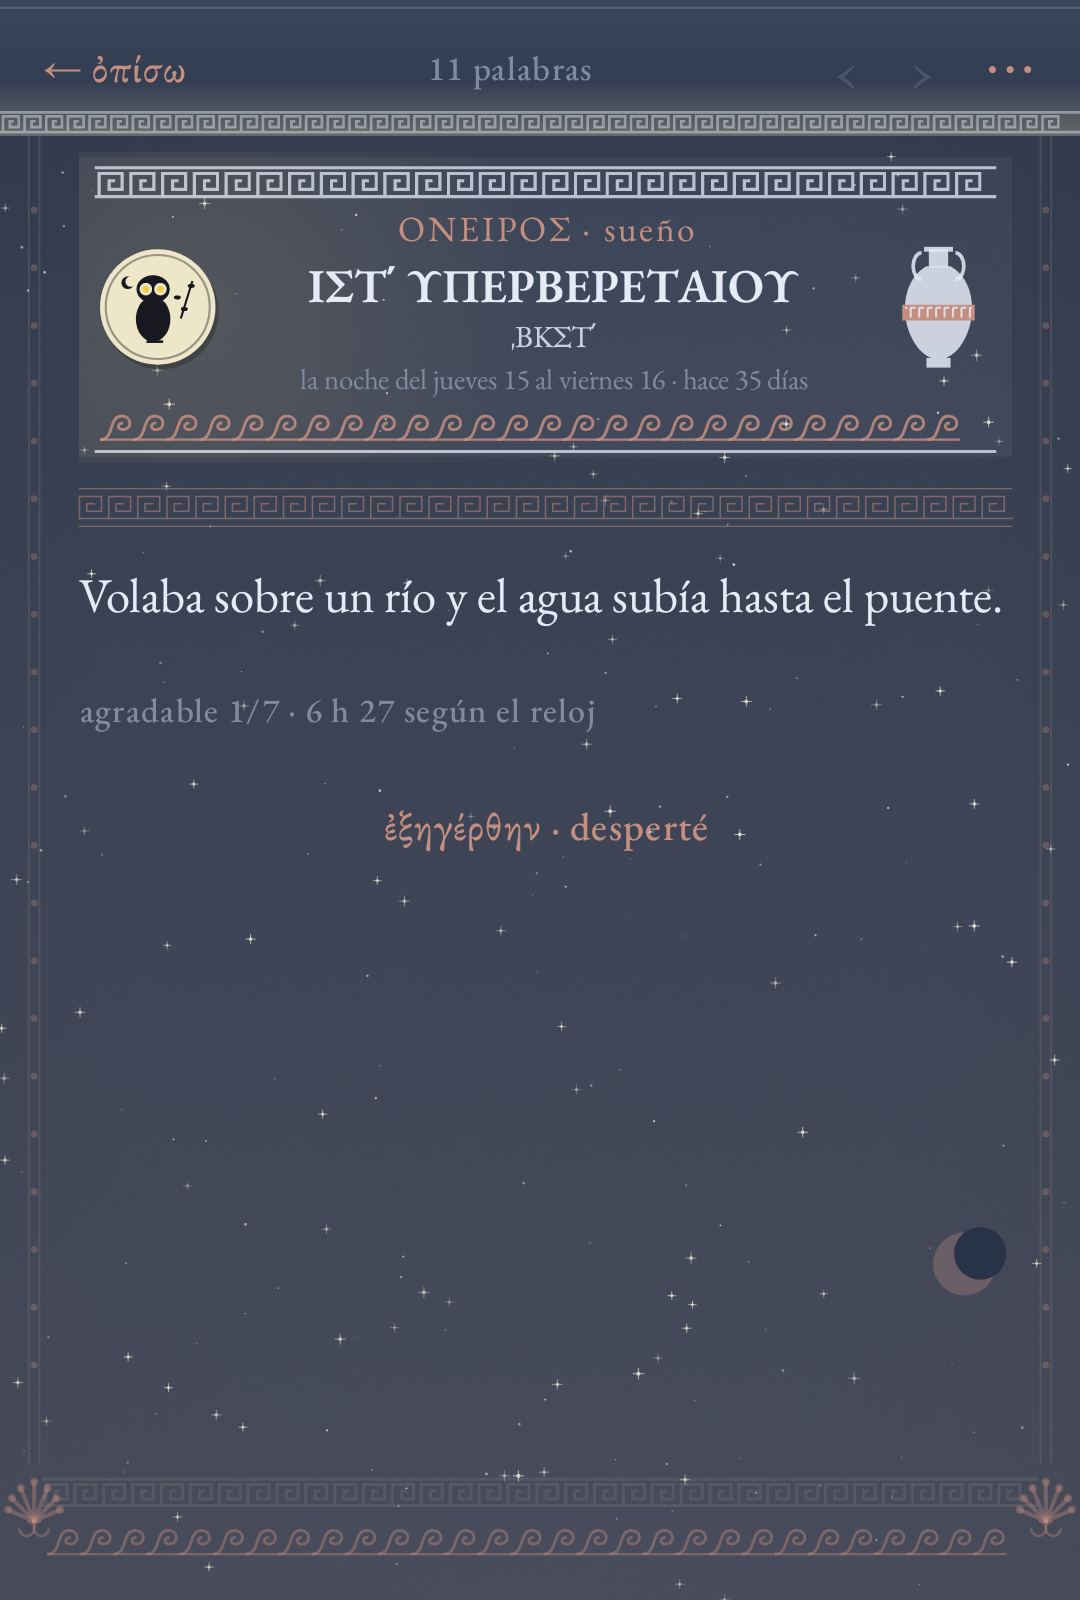 ← ὀπίσω 11 palabras < > •••
ΟΝΕΙΡΟΣ · sueño
ΙΣΤʹ ΥΠΕΡΒΕΡΕΤΑΙΟΥ
͵ΒΚΣΤʹ
la noche del jueves 15 al viernes 16 · hace 35 días
Volaba sobre un río y el agua subía hasta el puente.
agradable 1/7 · 6 h 27 según el reloj
ἐξηγέρθην · desperté